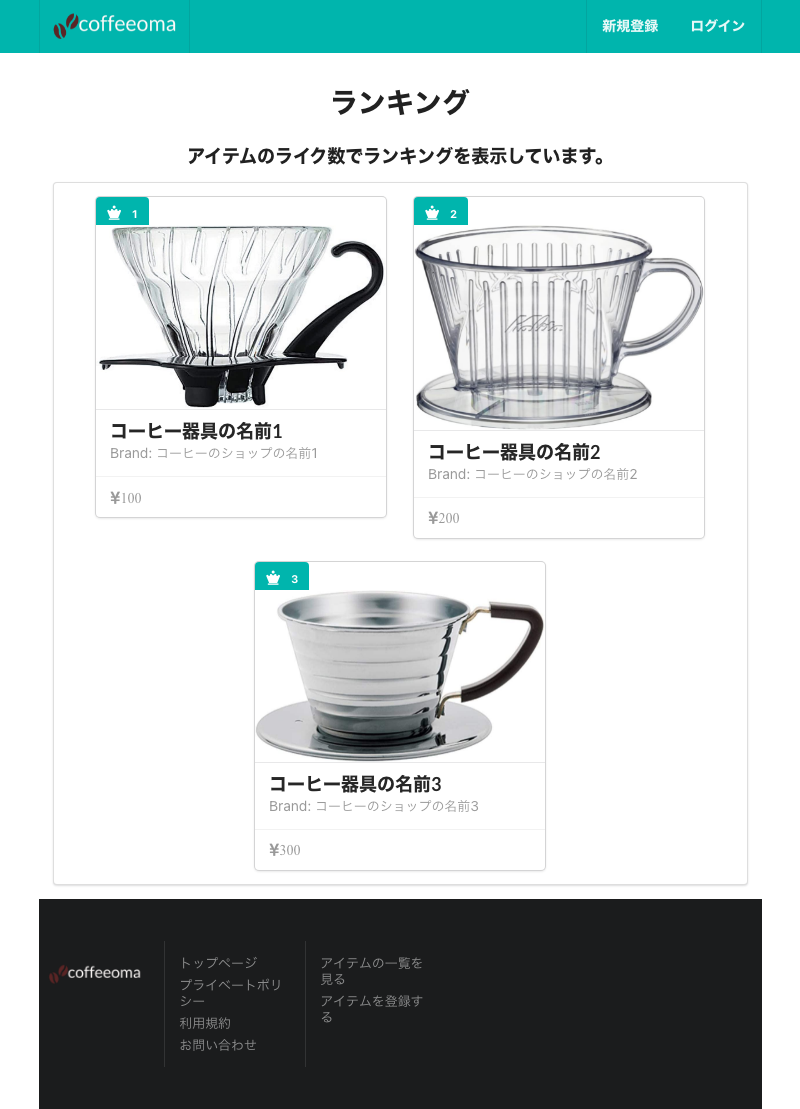 coffeeoma
新規登録
ログイン
ランキング
アイテムのライク数でランキングを表示しています。
1
コーヒー器具の名前1
Brand: コーヒーのショップの名前1
¥100
2
Kalita
コーヒー器具の名前2
Brand: コーヒーのショップの名前2
¥200
3
コーヒー器具の名前3
Brand: コーヒーのショップの名前3
¥300
coffeeoma
トップページ
プライベートポリ
シー
利用規約
お問い合わせ
アイテムの一覧を
見る
アイテムを登録す
る